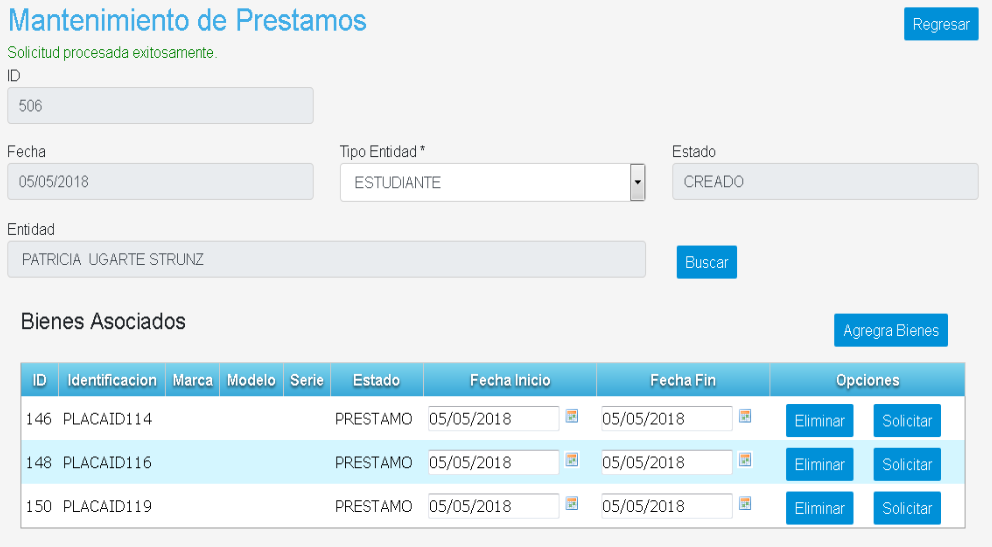 Mantenimiento de Prestamos
Regresar
Solicitud procesada exitosamente.
ID
506
Fecha Tipo Entidad * Estado
05/05/2018 ESTUDIANTE CREADO
Entidad
PATRICIA UGARTE STRUNZ Buscar
Bienes Asociados
Agregra Bienes
ID Identificacion Marca Modelo Serie Estado Fecha Inicio Fecha Fin Opciones
146 PLACAID114 PRESTAMO 05/05/2018 05/05/2018 Eliminar Solicitar
148 PLACAID116 PRESTAMO 05/05/2018 05/05/2018 Eliminar Solicitar
150 PLACAID119 PRESTAMO 05/05/2018 05/05/2018 Eliminar Solicitar